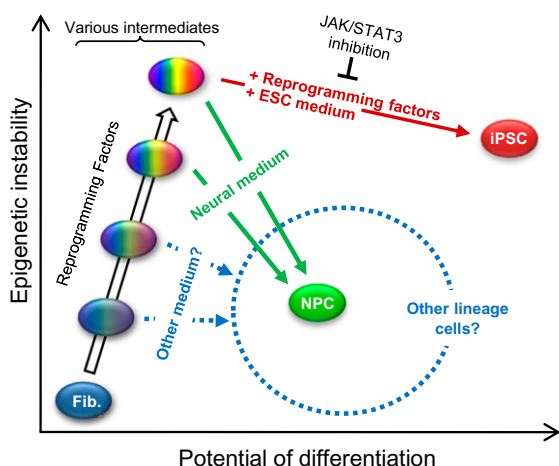 Various intermediates
JAK/STAT3
inhibition
+ Reprogramming factors
+ ESC medium
iPSC
Epigenetic instability
Reprogramming Factors
Neural medium
Other medium?
NPC
Other lineage
cells?
Fib.
Potential of differentiation